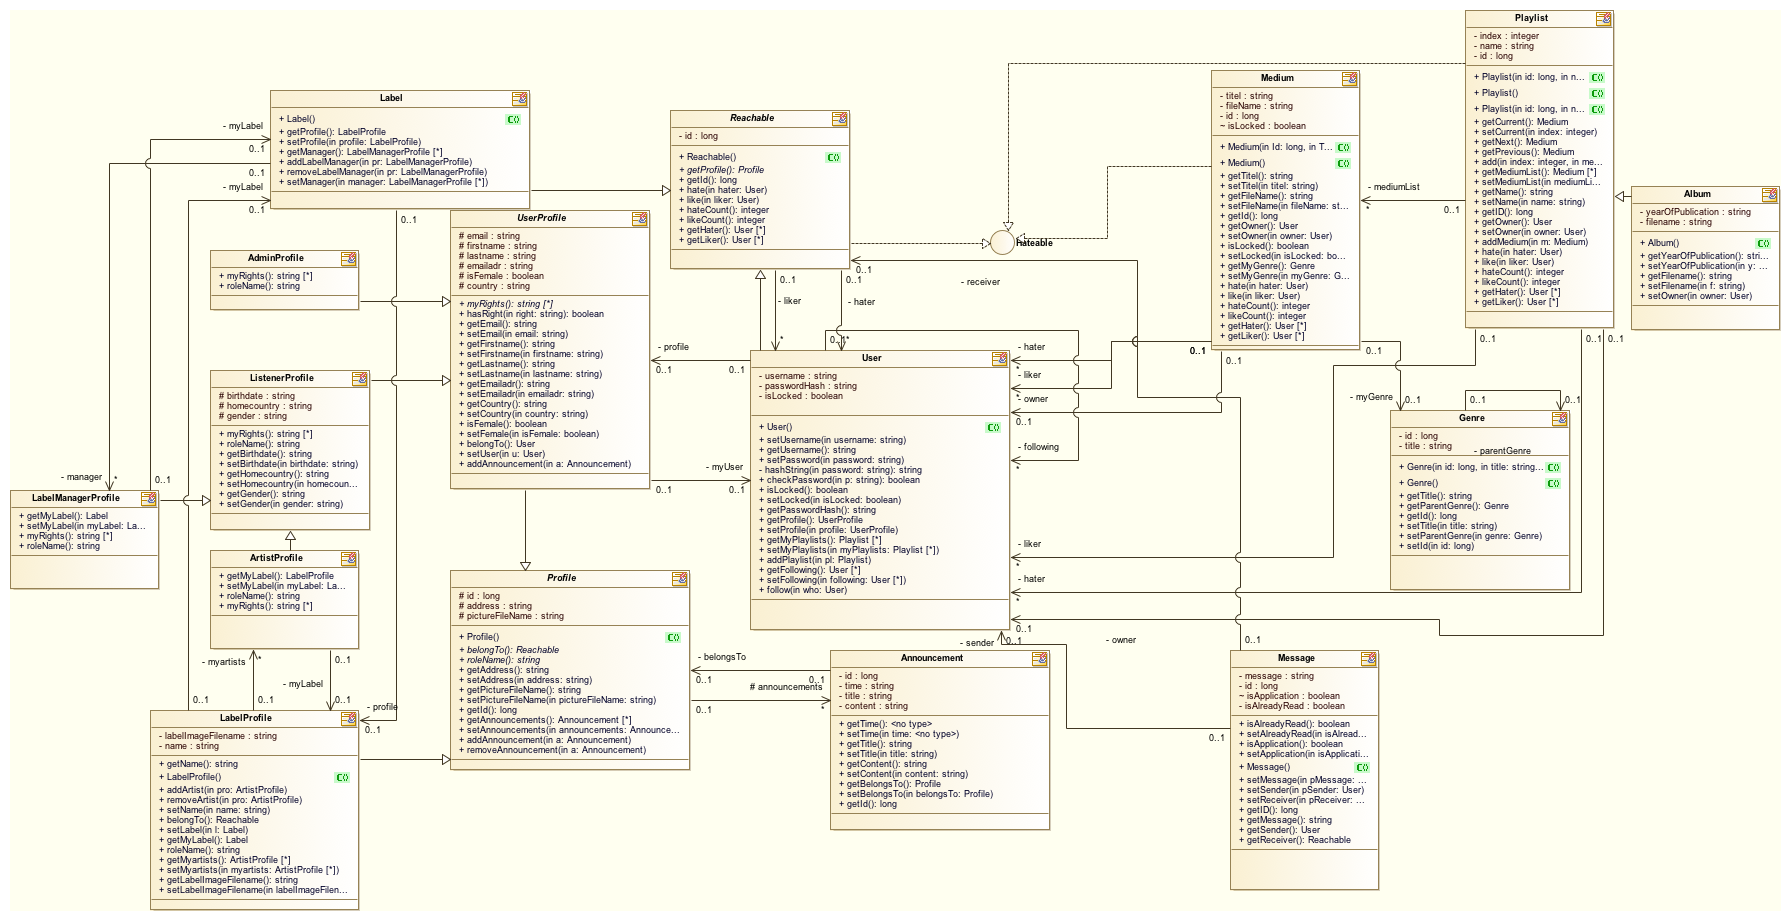 Playlist
- index : integer
- name : string
- id : long
+ Playlist(in id: long, in n...
+ Playlist()
+ Playlist(in id: long, in n...
+ getCurrent(): Medium
+ setCurrent(in index: integer)
+ getNext(): Medium
+ getPrevious(): Medium
+ add(in index: integer, in me...
+ getMediumList(): Medium [*]
+ setMediumList(in mediumLi...
+ getName(): string
+ setName(in name: string)
+ getID(): long
+ getOwner(): User
+ setOwner(in owner: User)
+ addMedium(in m: Medium)
+ hate(in hater: User)
+ like(in liker: User)
+ hateCount(): integer
+ likeCount(): integer
+ getHater(): User [*]
+ getLiker(): User [*]
Medium
- titel : string
- fileName : string
- id : long
~ isLocked : boolean
+ Medium(in Id: long, in T...
+ Medium()
+ getTitel(): string
+ setTitel(in titel: string)
+ getFileName(): string
+ setFileName(in fileName: st...
+ getId(): long
+ getOwner(): User
+ setOwner(in owner: User)
+ isLocked(): boolean
+ setLocked(in isLocked: bo...
+ getMyGenre(): Genre
+ setMyGenre(in myGenre: G...
+ hate(in hater: User)
+ like(in liker: User)
+ hateCount(): integer
+ likeCount(): integer
+ getHater(): User [*]
+ getLiker(): User [*]
Label
+ Label()
+ getProfile(): LabelProfile
+ setProfile(in profile: LabelProfile)
+ getManager(): LabelManagerProfile [*]
+ addLabelManager(in pr: LabelManagerProfile)
+ removeLabelManager(in pr: LabelManagerProfile)
+ setManager(in manager: LabelManagerProfile [*])
- myLabel
0..1
0..1
- myLabel
0..1
0..1
Reachable
- id : long
+ Reachable()
+ getProfile(): Profile
+ getId(): long
+ hate(in hater: User)
+ like(in liker: User)
+ hateCount(): integer
+ likeCount(): integer
+ getHater(): User [*]
+ getLiker(): User [*]
Hateable
- mediumList
*
0..1
Album
- yearOfPublication : string
- filename : string
+ Album()
+ getYearOfPublication(): stri...
+ setYearOfPublication(in y: ...
+ getFilename(): string
+ setFilename(in f: string)
+ setOwner(in owner: User)
UserProfile
# email : string
# firstname : string
# lastname : string
# emailadr : string
# isFemale : boolean
# country : string
+ myRights(): string [*]
+ hasRight(in right: string): boolean
+ getEmail(): string
+ setEmail(in email: string)
+ getFirstname(): string
+ setFirstname(in firstname: string)
+ getLastname(): string
+ setLastname(in lastname: string)
+ getEmailadr(): string
+ setEmailadr(in emailadr: string)
+ getCountry(): string
+ setCountry(in country: string)
+ isFemale(): boolean
+ setFemale(in isFemale: boolean)
+ belongTo(): User
+ setUser(in u: User)
+ addAnnouncement(in a: Announcement)
AdminProfile
+ myRights(): string [*]
+ roleName(): string
0..1
- liker
*
0..1
- hater
0..1
*
0..1
- receiver
- profile
0..1
0..1
- myUser
0..1
0..1
User
- username : string
- passwordHash : string
- isLocked : boolean
+ User()
+ setUsername(in username: string)
+ getUsername(): string
+ setPassword(in password: string)
- hashString(in password: string): string
+ checkPassword(in p: string): boolean
+ isLocked(): boolean
+ setLocked(in isLocked: boolean)
+ getPasswordHash(): string
+ getProfile(): UserProfile
+ setProfile(in profile: UserProfile)
+ getMyPlaylists(): Playlist [*]
+ setMyPlaylists(in myPlaylists: Playlist [*])
+ addPlaylist(in pl: Playlist)
+ getFollowing(): User [*]
+ setFollowing(in following: User [*])
+ follow(in who: User)
- hater
*
- liker
*
- owner
0..1
- following
*
0..1
0..1
0..1
0..1
0..1
0..1
- myGenre
0..1
0..1
0..1
Genre
- id : long
- title : string
- parentGenre
+ Genre(in id: long, in title: string...
+ Genre()
+ getTitle(): string
+ getParentGenre(): Genre
+ getId(): long
+ setTitle(in title: string)
+ setParentGenre(in genre: Genre)
+ setId(in id: long)
ListenerProfile
# birthdate : string
# homecountry : string
# gender : string
+ myRights(): string [*]
+ roleName(): string
+ getBirthdate(): string
+ setBirthdate(in birthdate: string)
+ getHomecountry(): string
+ setHomecountry(in homecoun...
+ getGender(): string
+ setGender(in gender: string)
- manager
*
0..1
LabelManagerProfile
+ getMyLabel(): Label
+ setMyLabel(in myLabel: La...
+ myRights(): string [*]
+ roleName(): string
ArtistProfile
+ getMyLabel(): LabelProfile
+ setMyLabel(in myLabel: La...
+ roleName(): string
+ myRights(): string [*]
- myartists
*
0..1
0..1
0..1
- myLabel
0..1
- profile
0..1
Profile
# id : long
# address : string
# pictureFileName : string
+ Profile()
+ belongTo(): Reachable
+ roleName(): string
+ getAddress(): string
+ setAddress(in address: string)
+ getPictureFileName(): string
+ setPictureFileName(in pictureFileName: string)
+ getId(): long
+ getAnnouncements(): Announcement [*]
+ setAnnouncements(in announcements: Announce...
+ addAnnouncement(in a: Announcement)
+ removeAnnouncement(in a: Announcement)
- liker
*
- hater
*
0..1
- owner
- sender
0..1
- belongsTo
0..1
0..1
# announcements
0..1
*
Announcement
- id : long
- time : string
- title : string
- content : string
+ getTime(): <no type>
+ setTime(in time: <no type>)
+ getTitle(): string
+ setTitle(in title: string)
+ getContent(): string
+ setContent(in content: string)
+ getBelongsTo(): Profile
+ setBelongsTo(in belongsTo: Profile)
+ getId(): long
0..1
0..1
Message
- message : string
- id : long
~ isApplication : boolean
- isAlreadyRead : boolean
+ isAlreadyRead(): boolean
+ setAlreadyRead(in isAlread...
+ isApplication(): boolean
+ setApplication(in isApplicati...
+ Message()
+ setMessage(in pMessage: ...
+ setSender(in pSender: User)
+ setReceiver(in pReceiver: ...
+ getID(): long
+ getMessage(): string
+ getSender(): User
+ getReceiver(): Reachable
LabelProfile
- labelImageFilename : string
- name : string
+ getName(): string
+ LabelProfile()
+ addArtist(in pro: ArtistProfile)
+ removeArtist(in pro: ArtistProfile)
+ setName(in name: string)
+ belongTo(): Reachable
+ setLabel(in l: Label)
+ getMyLabel(): Label
+ roleName(): string
+ getMyartists(): ArtistProfile [*]
+ setMyartists(in myartists: ArtistProfile [*])
+ getLabelImageFilename(): string
+ setLabelImageFilename(in labelImageFilen...